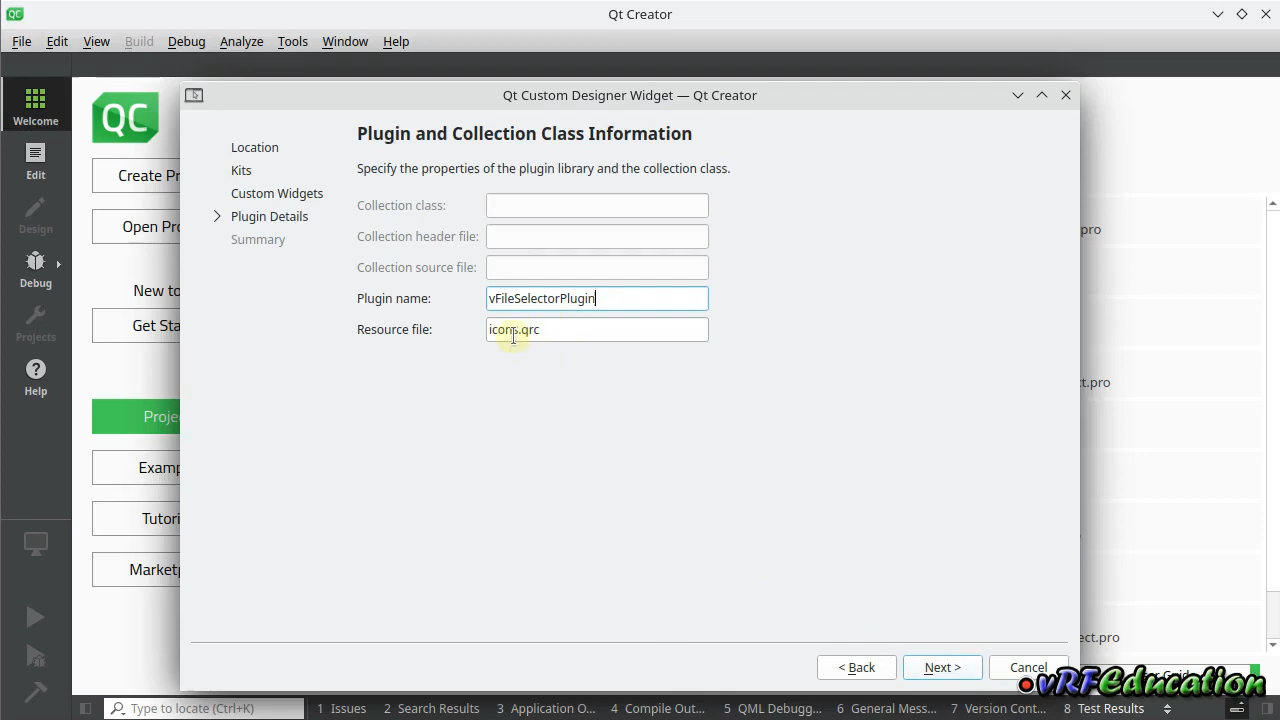 Qt Creator
File Edit View Build Debug Analyze Tools Window Help
QC
Welcome
Edit
Design
Debug
Projects
Help
Create Pr
Open Pro
New to
Get Sta
Proje
Examp
Tutori
Marketp
.pro
ct.pro
ect.pro
Qt Custom Designer Widget — Qt Creator
Location
Kits
Custom Widgets
Plugin Details
Summary
Plugin and Collection Class Information
Specify the properties of the plugin library and the collection class.
Collection class:
Collection header file:
Collection source file:
Plugin name: vFileSelectorPlugin
Resource file: icons.qrc
< Back Next > Cancel
vRFEducation
Type to locate (Ctrl+K) 1 Issues 2 Search Results 3 Application O... 4 Compile Out... 5 QML Debugg... 6 General Mess... 7 Version Cont... 8 Test Results